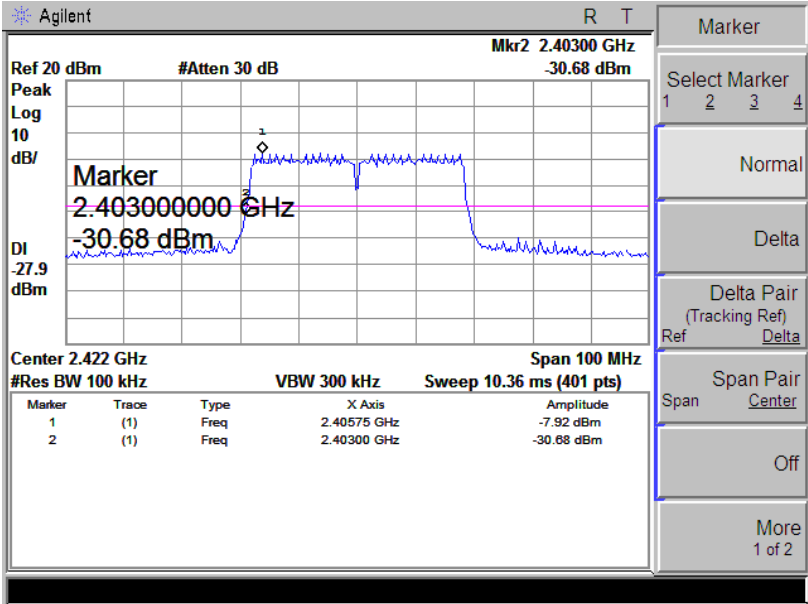 Agilent R T
Mkr2 2.40300 GHz
Ref 20 dBm #Atten 30 dB -30.68 dBm
Peak
Log
10
dB/
1
2
Marker
2.403000000 GHz
-30.68 dBm
DI
-27.9
dBm
Center 2.422 GHz Span 100 MHz
#Res BW 100 kHz VBW 300 kHz Sweep 10.36 ms (401 pts)
Marker Trace Type X Axis Amplitude
1 (1) Freq 2.40575 GHz -7.92 dBm
2 (1) Freq 2.40300 GHz -30.68 dBm
Marker
Select Marker
1 2 3 4
Normal
Delta
Delta Pair
(Tracking Ref)
Ref Delta
Span Pair
Span Center
Off
More
1 of 2